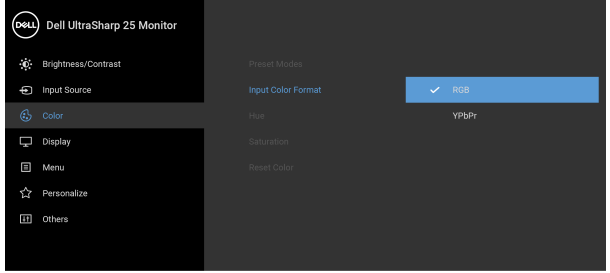 DELL Dell UltraSharp 25 Monitor
Brightness/Contrast
Input Source
Color
Display
Menu
Personalize
Others
Preset Modes
Input Color Format
Hue
Saturation
Reset Color
RGB
YPbPr